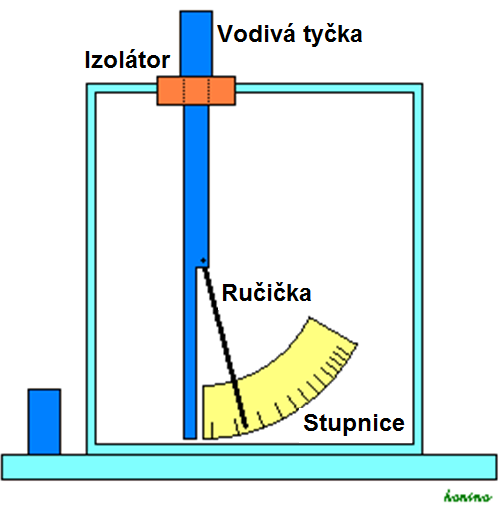 Vodivá tyčka
Izolátor
Ručička
Stupnice
hanina